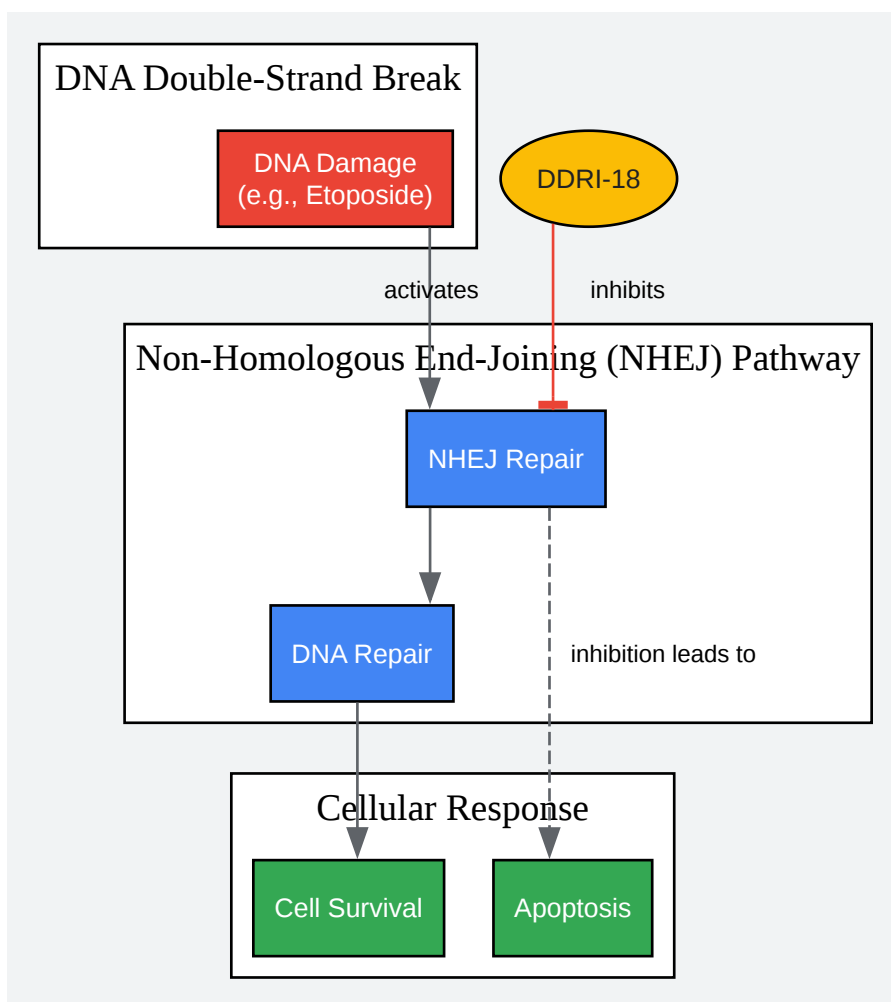 DNA Double-Strand Break
DNA Damage
(e.g., Etoposide)
DDRI-18
activates
inhibits
Non-Homologous End-Joining (NHEJ) Pathway
NHEJ Repair
DNA Repair
inhibition leads to
Cellular Response
Cell Survival
Apoptosis